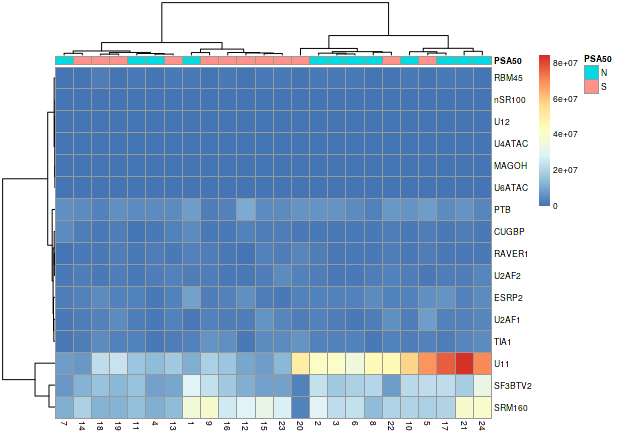 PSA50
RBM45
nSR100
U12
U4ATAC
MAGOH
U6ATAC
PTB
CUGBP
RAVER1
U2AF2
ESRP2
U2AF1
TIA1
U11
SF3BTV2
SRM160
7 14 18 19 11 4 13 1 9 16 12 15 23 20 2 3 6 8 22 10 5 17 21 24
8e+07
6e+07
4e+07
2e+07
0
PSA50
N
S